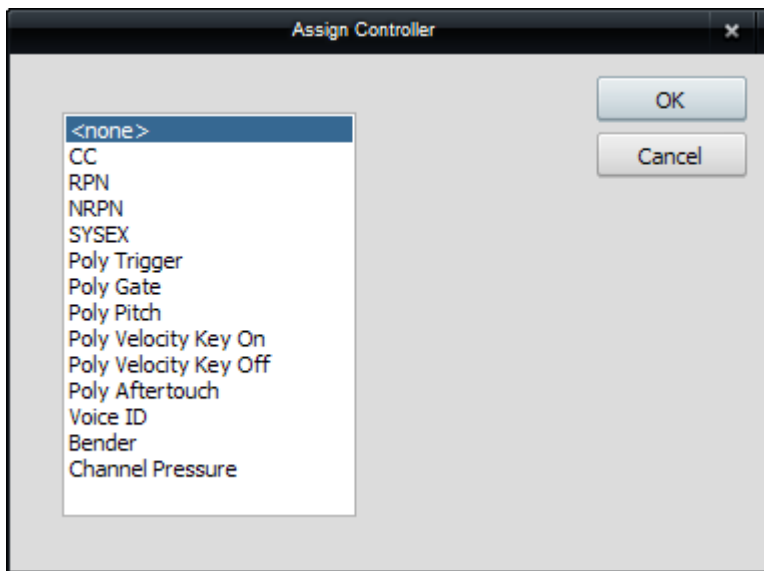 Assign Controller
OK
Cancel
<none>
CC
RPN
NRPN
SYSEX
Poly Trigger
Poly Gate
Poly Pitch
Poly Velocity Key On
Poly Velocity Key Off
Poly Aftertouch
Voice ID
Bender
Channel Pressure